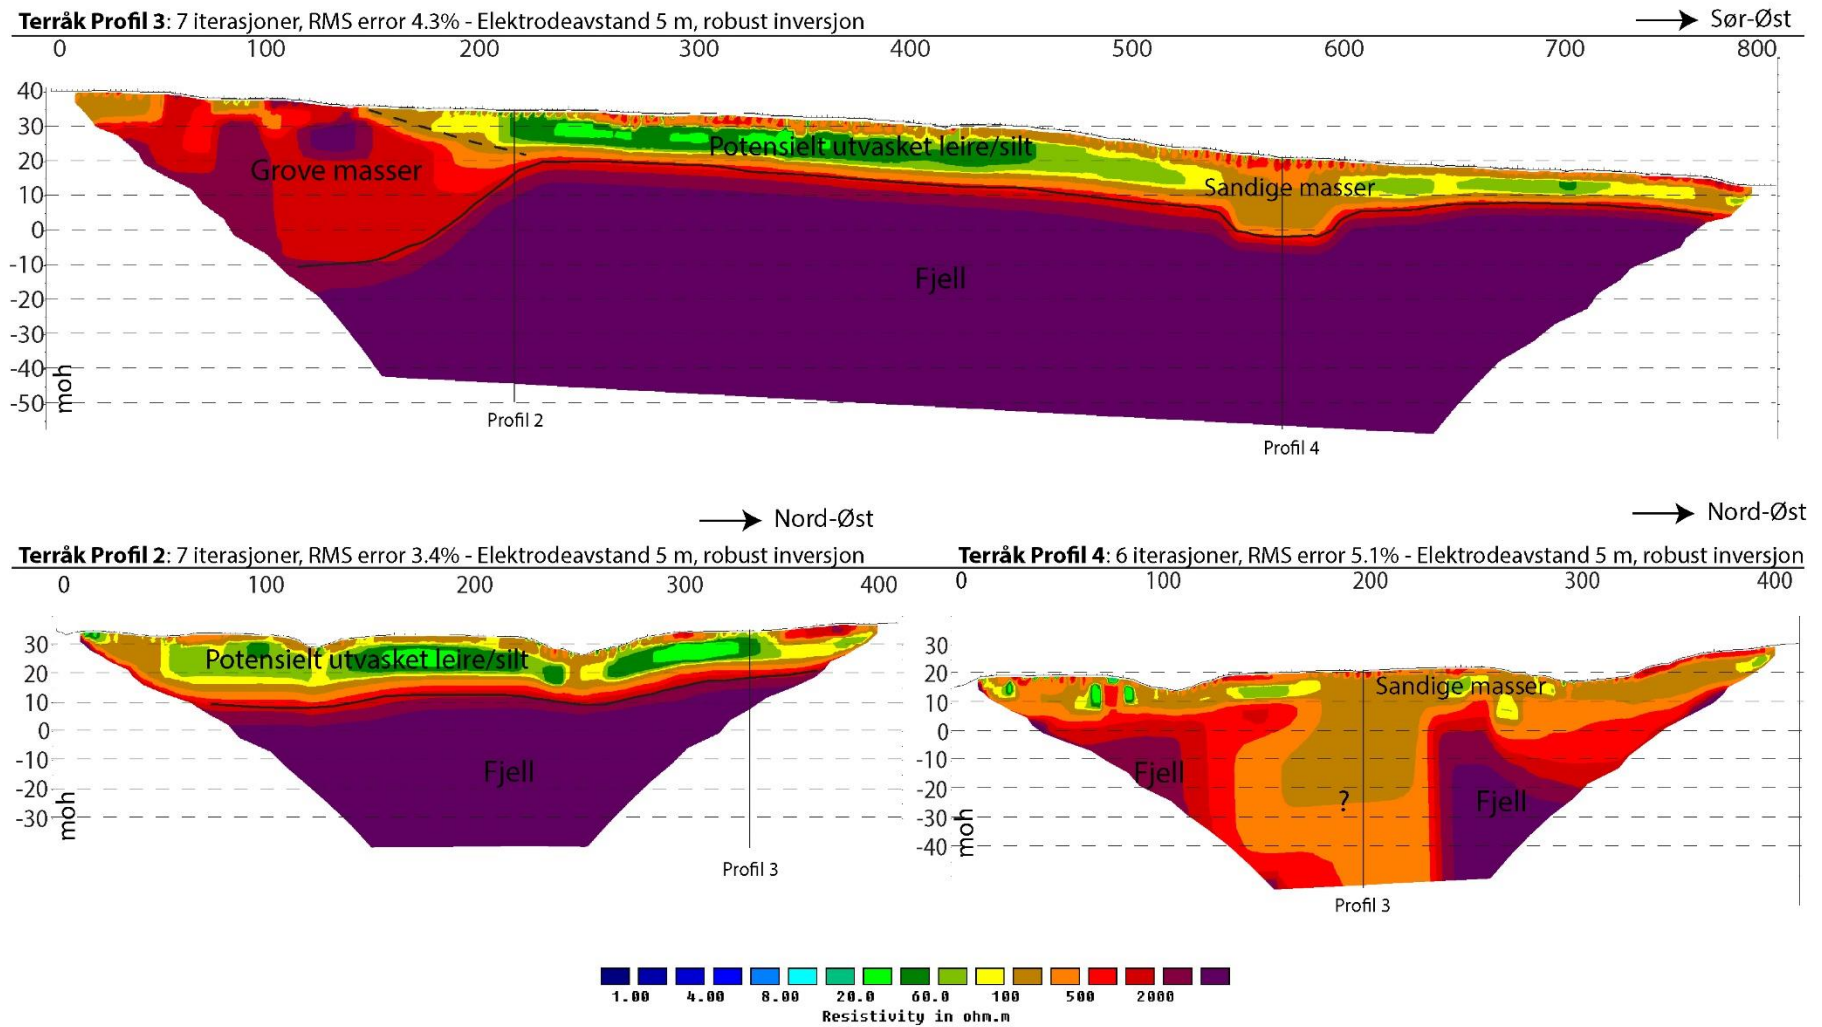 Terråk Profil 3: 7 iterasjoner, RMS error 4.3% - Elektrodeavstand 5 m, robust inversjon
Sør-Øst
0 100 200 300 400 500 600 700 800
40
30
20
10
0
-10
-20
-30
-40
-50
moh
Grove masser
Potensielt utvasket leire/silt
Sandige masser
Fjell
Profil 2
Profil 4
Nord-Øst
Terråk Profil 2: 7 iterasjoner, RMS error 3.4% - Elektrodeavstand 5 m, robust inversjon
0 100 200 300 400
30
20
10
0
-10
-20
-30
moh
Potensielt utvasket leire/silt
Fjell
Profil 3
Nord-Øst
Terråk Profil 4: 6 iterasjoner, RMS error 5.1% - Elektrodeavstand 5 m, robust inversjon
0 100 200 300 400
30
20
10
0
-10
-20
-30
-40
moh
Sandige masser
Fjell
?
Fjell
Profil 3
1.00 4.00 8.00 20.0 60.0 100 500 2000
Resistivity in ohm.m